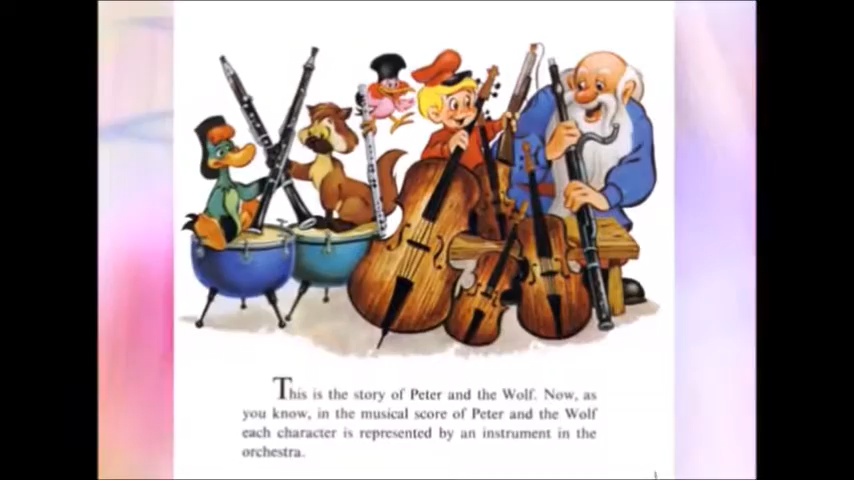 This is the story of Peter and the Wolf. Now, as
you know, in the musical score of Peter and the Wolf
each character is represented by an instrument in the
orchestra.